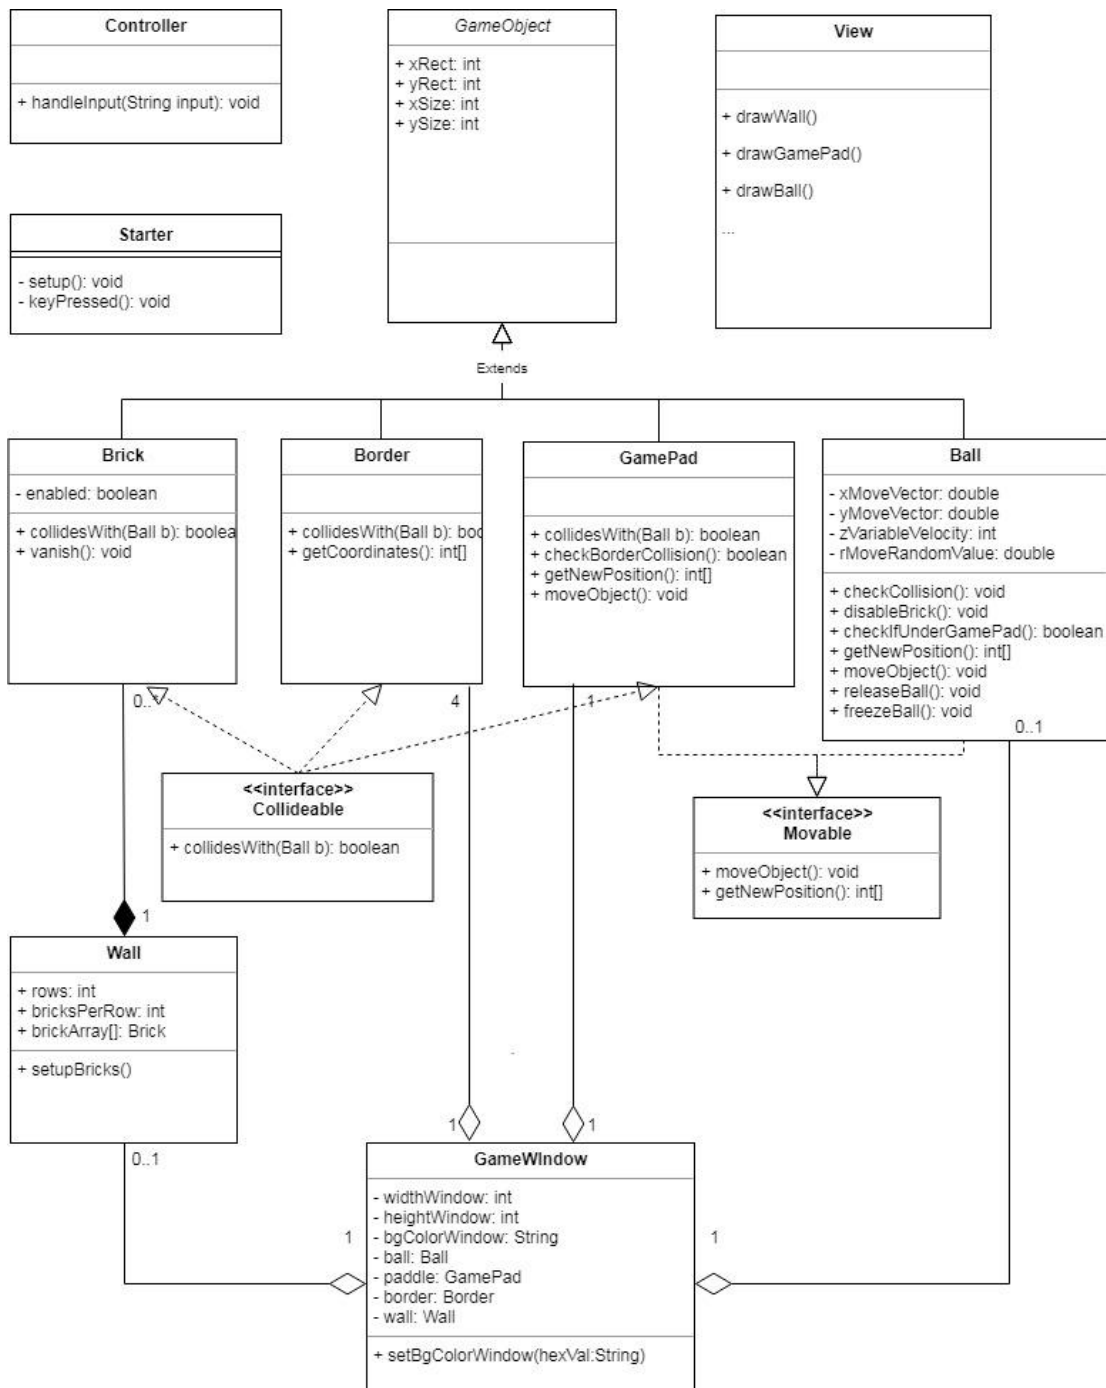 Controller
+ handleInput(String input): void
GameObject
+ xRect: int
+ yRect: int
+ xSize: int
+ ySize: int
View
+ drawWall()
+ drawGamePad()
+ drawBall()
...
Starter
- setup(): void
- keyPressed(): void
Extends
Brick
- enabled: boolean
+ collidesWith(Ball b): boolea
+ vanish(): void
0..*
Border
+ collidesWith(Ball b): boo
+ getCoordinates(): int[]
4
GamePad
+ collidesWith(Ball b): boolean
+ checkBorderCollision(): boolean
+ getNewPosition(): int[]
+ moveObject(): void
1
Ball
- xMoveVector: double
- yMoveVector: double
- zVariableVelocity: int
- rMoveRandomValue: double
+ checkCollision(): void
+ disableBrick(): void
+ checkIfUnderGamePad(): boolean
+ getNewPosition(): int[]
+ moveObject(): void
+ releaseBall(): void
+ freezeBall(): void
0..1
<<interface>>
Collideable
+ collidesWith(Ball b): boolean
<<interface>>
Movable
+ moveObject(): void
+ getNewPosition(): int[]
1
Wall
+ rows: int
+ bricksPerRow: int
+ brickArray[]: Brick
+ setupBricks()
0..1
1
1
GameWIndow
- widthWindow: int
- heightWindow: int
- bgColorWindow: String
- ball: Ball
- paddle: GamePad
- border: Border
- wall: Wall
+ setBgColorWindow(hexVal:String)
1
1